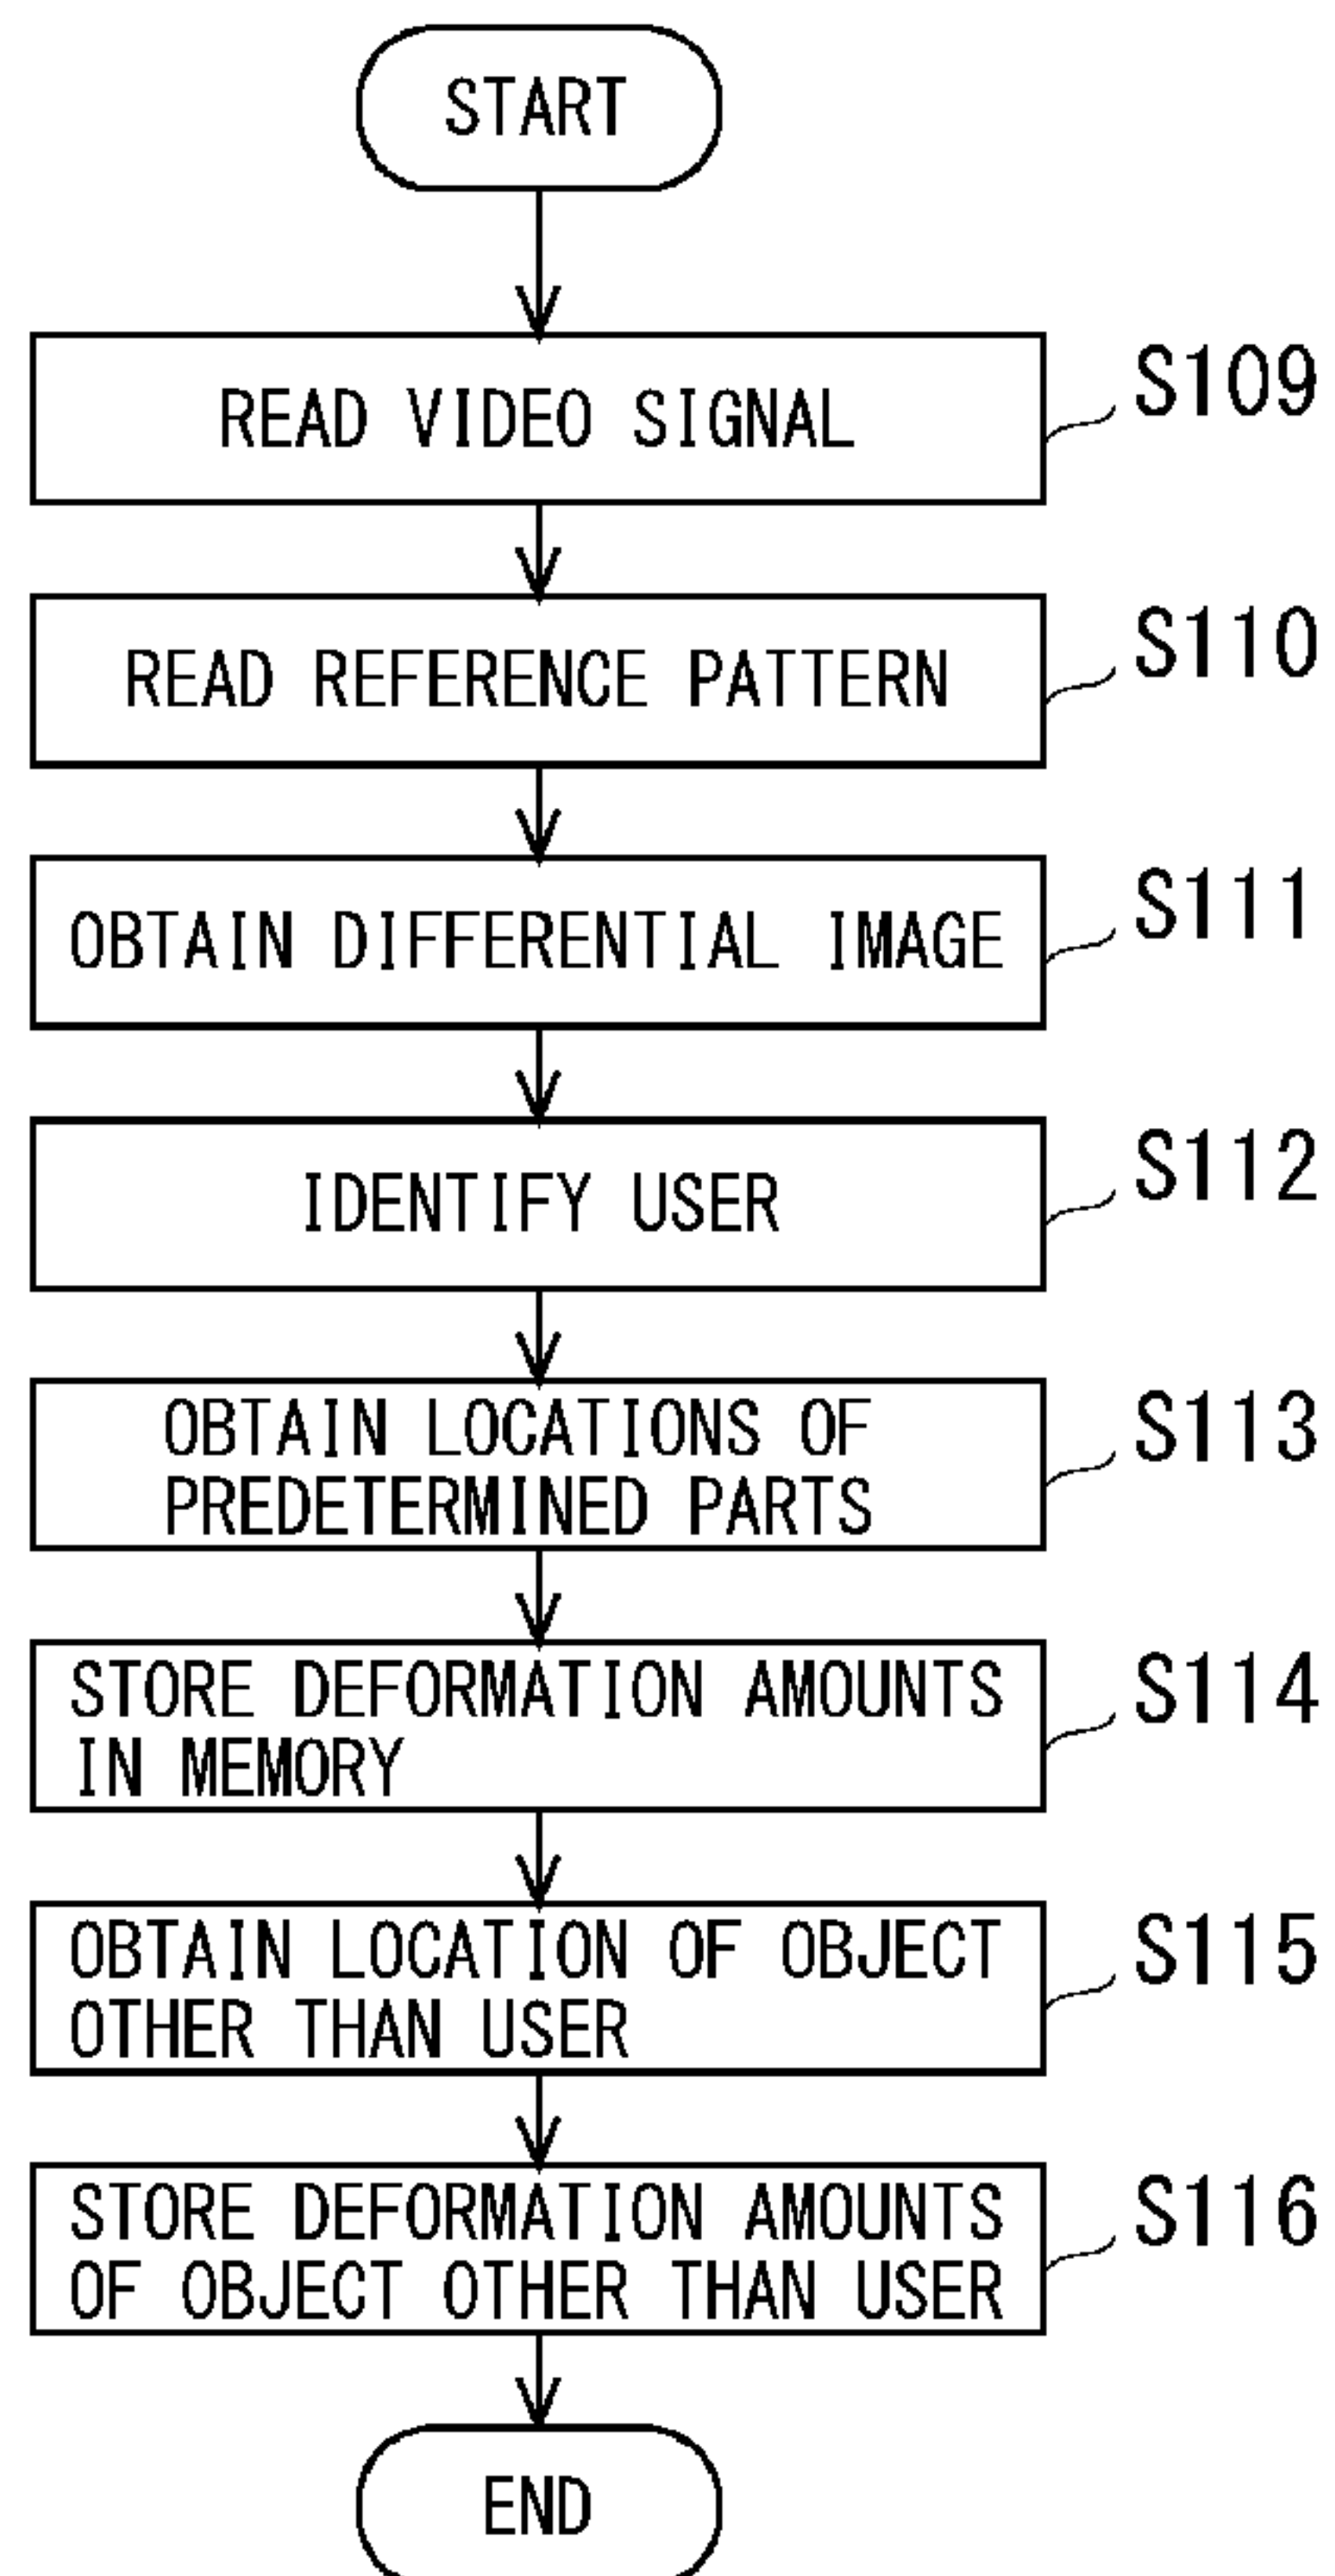 START
READ VIDEO SIGNAL
S109
READ REFERENCE PATTERN
S110
OBTAIN DIFFERENTIAL IMAGE
S111
IDENTIFY USER
S112
OBTAIN LOCATIONS OF
PREDETERMINED PARTS
S113
STORE DEFORMATION AMOUNTS
IN MEMORY
S114
OBTAIN LOCATION OF OBJECT
OTHER THAN USER
S115
STORE DEFORMATION AMOUNTS
OF OBJECT OTHER THAN USER
S116
END